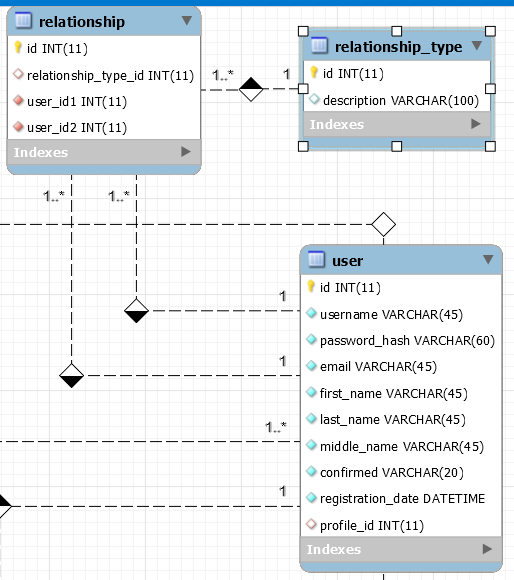 relationship
id INT(11)
relationship_type_id INT(11)
user_id1 INT(11)
user_id2 INT(11)
Indexes
1..*
1
relationship_type
id INT(11)
description VARCHAR(100)
Indexes
1..*
1..*
1
1
1..*
1
user
id INT(11)
username VARCHAR(45)
password_hash VARCHAR(60)
email VARCHAR(45)
first_name VARCHAR(45)
last_name VARCHAR(45)
middle_name VARCHAR(45)
confirmed VARCHAR(20)
registration_date DATETIME
profile_id INT(11)
Indexes